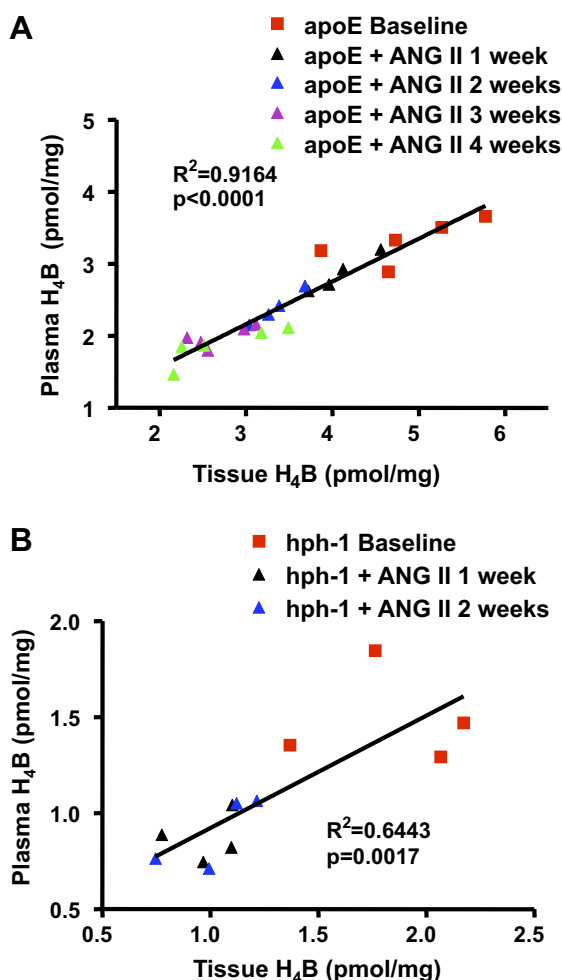 A
apoE Baseline
apoE + ANG II 1 week
apoE + ANG II 2 weeks
apoE + ANG II 3 weeks
apoE + ANG II 4 weeks
R²=0.9164
p<0.0001
5
4
3
2
1
Plasma H₄B (pmol/mg)
2 3 4 5 6
Tissue H₄B (pmol/mg)
B
hph-1 Baseline
hph-1 + ANG II 1 week
hph-1 + ANG II 2 weeks
2.0
1.5
1.0
0.5
Plasma H₄B (pmol/mg)
R²=0.6443
p=0.0017
0.5 1.0 1.5 2.0 2.5
Tissue H₄B (pmol/mg)